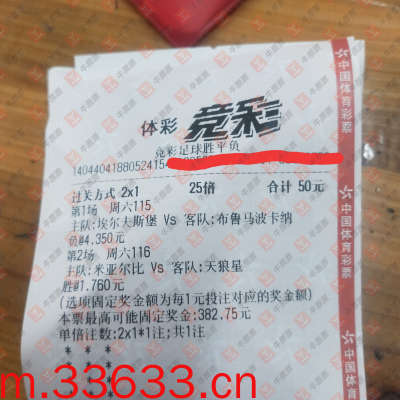 体彩 竞彩
竞彩足球胜平负
1404404188052415
过关方式 2x1 25倍 合计 50元
第1场 周六115
主队:埃尔夫斯堡 Vs 客队:布鲁马波卡纳
负@4.350元
第2场 周六116
主队:米亚尔比 Vs 客队:天狼星
胜@1.760元
(选项固定奖金额为每1元投注对应的奖金额)
本票最高可能固定奖金:382.75元
单倍注数:2x1*1注;共1注
* * *
* * *
m.33633.cn
中国体育彩票
中国体育彩票
中国体育彩票